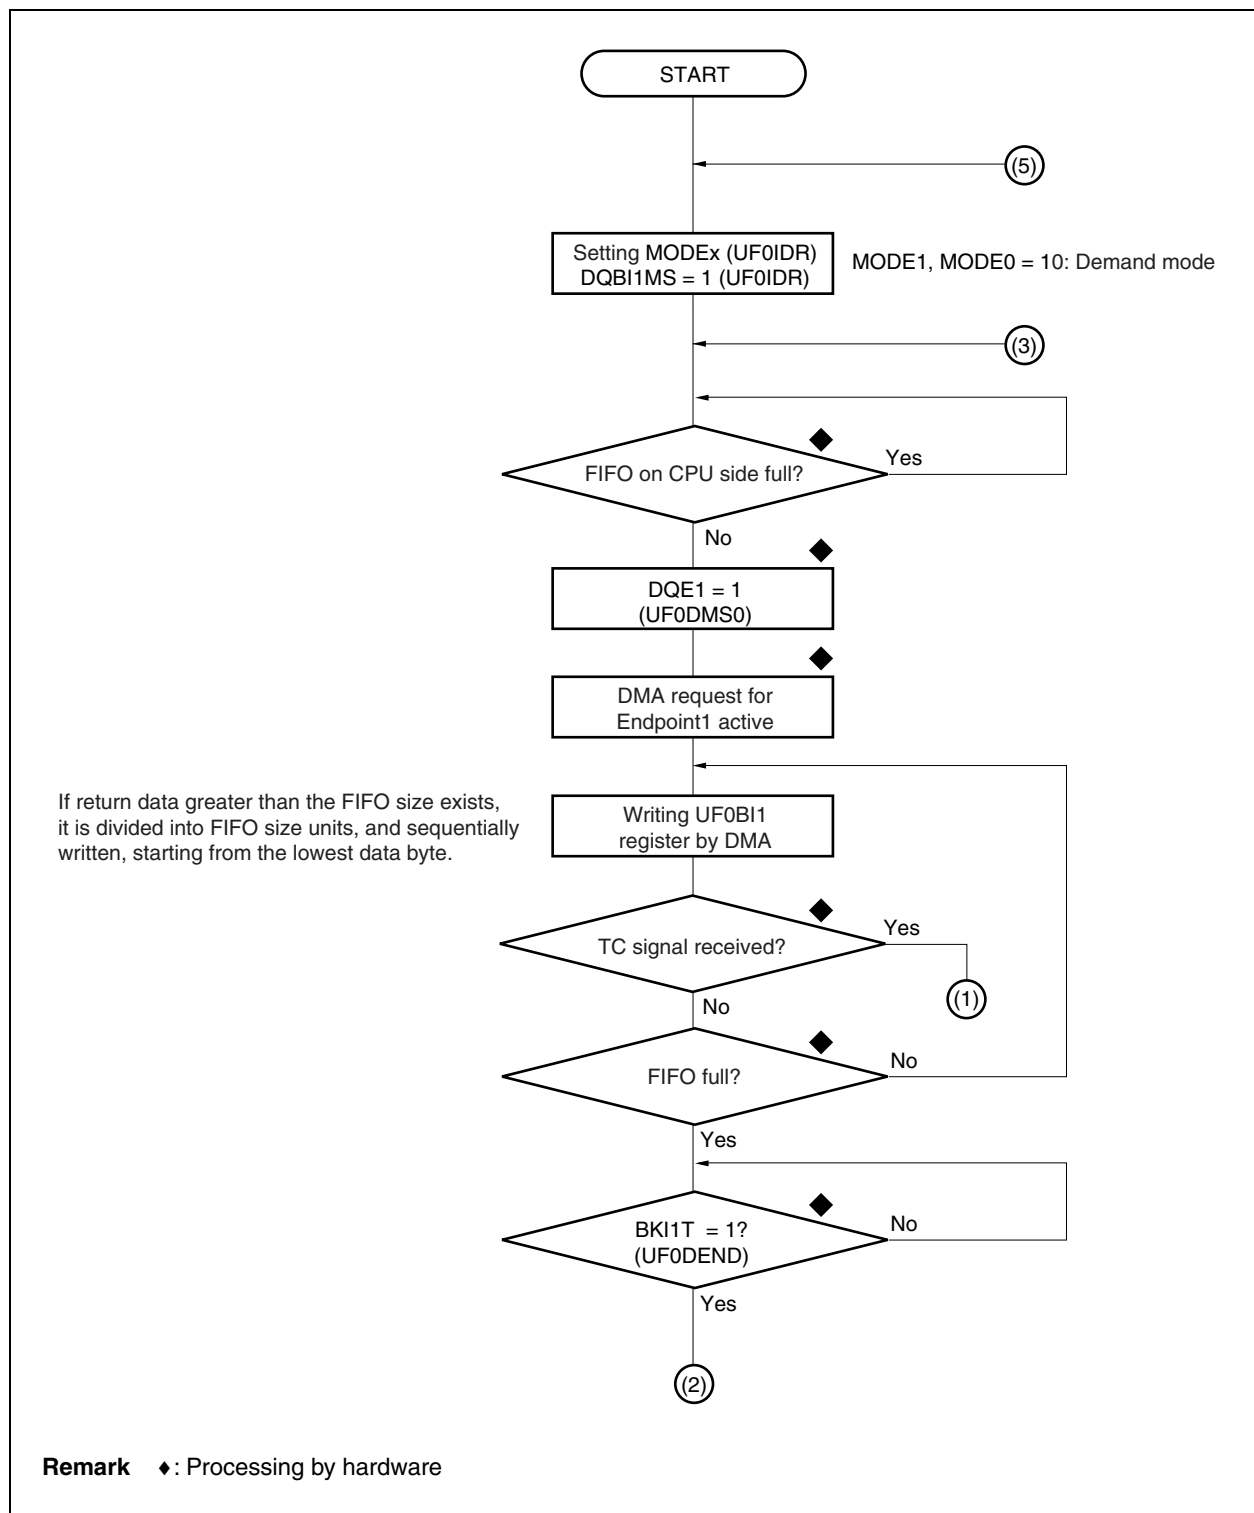 START
(5)
Setting MODEx (UF0IDR)
DQBI1MS = 1 (UF0IDR)
MODE1, MODE0 = 10: Demand mode
(3)
FIFO on CPU side full?
Yes
No
DQE1 = 1
(UF0DMS0)
DMA request for
Endpoint1 active
If return data greater than the FIFO size exists,
it is divided into FIFO size units, and sequentially
written, starting from the lowest data byte.
Writing UF0BI1
register by DMA
TC signal received?
Yes
(1)
No
FIFO full?
No
Yes
BKI1T = 1?
(UF0DEND)
No
Yes
(2)
Remark ♦: Processing by hardware